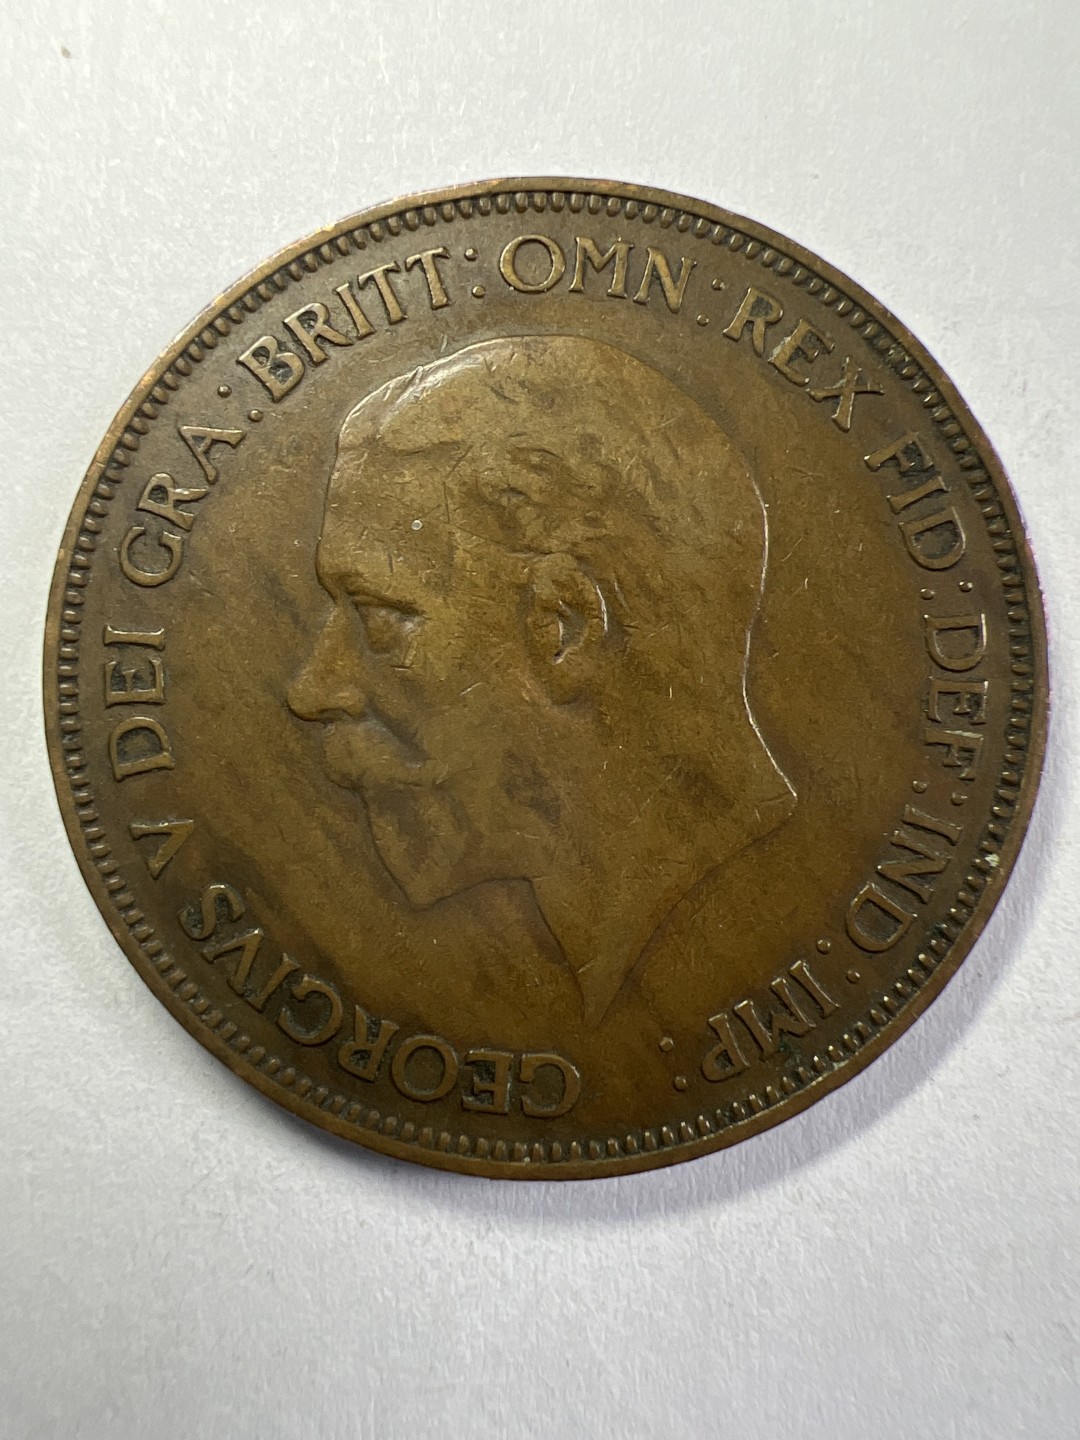 GEORGIVS V DEI GRA: BRITT: OMN: REX FID: DEF: IND: IMP: